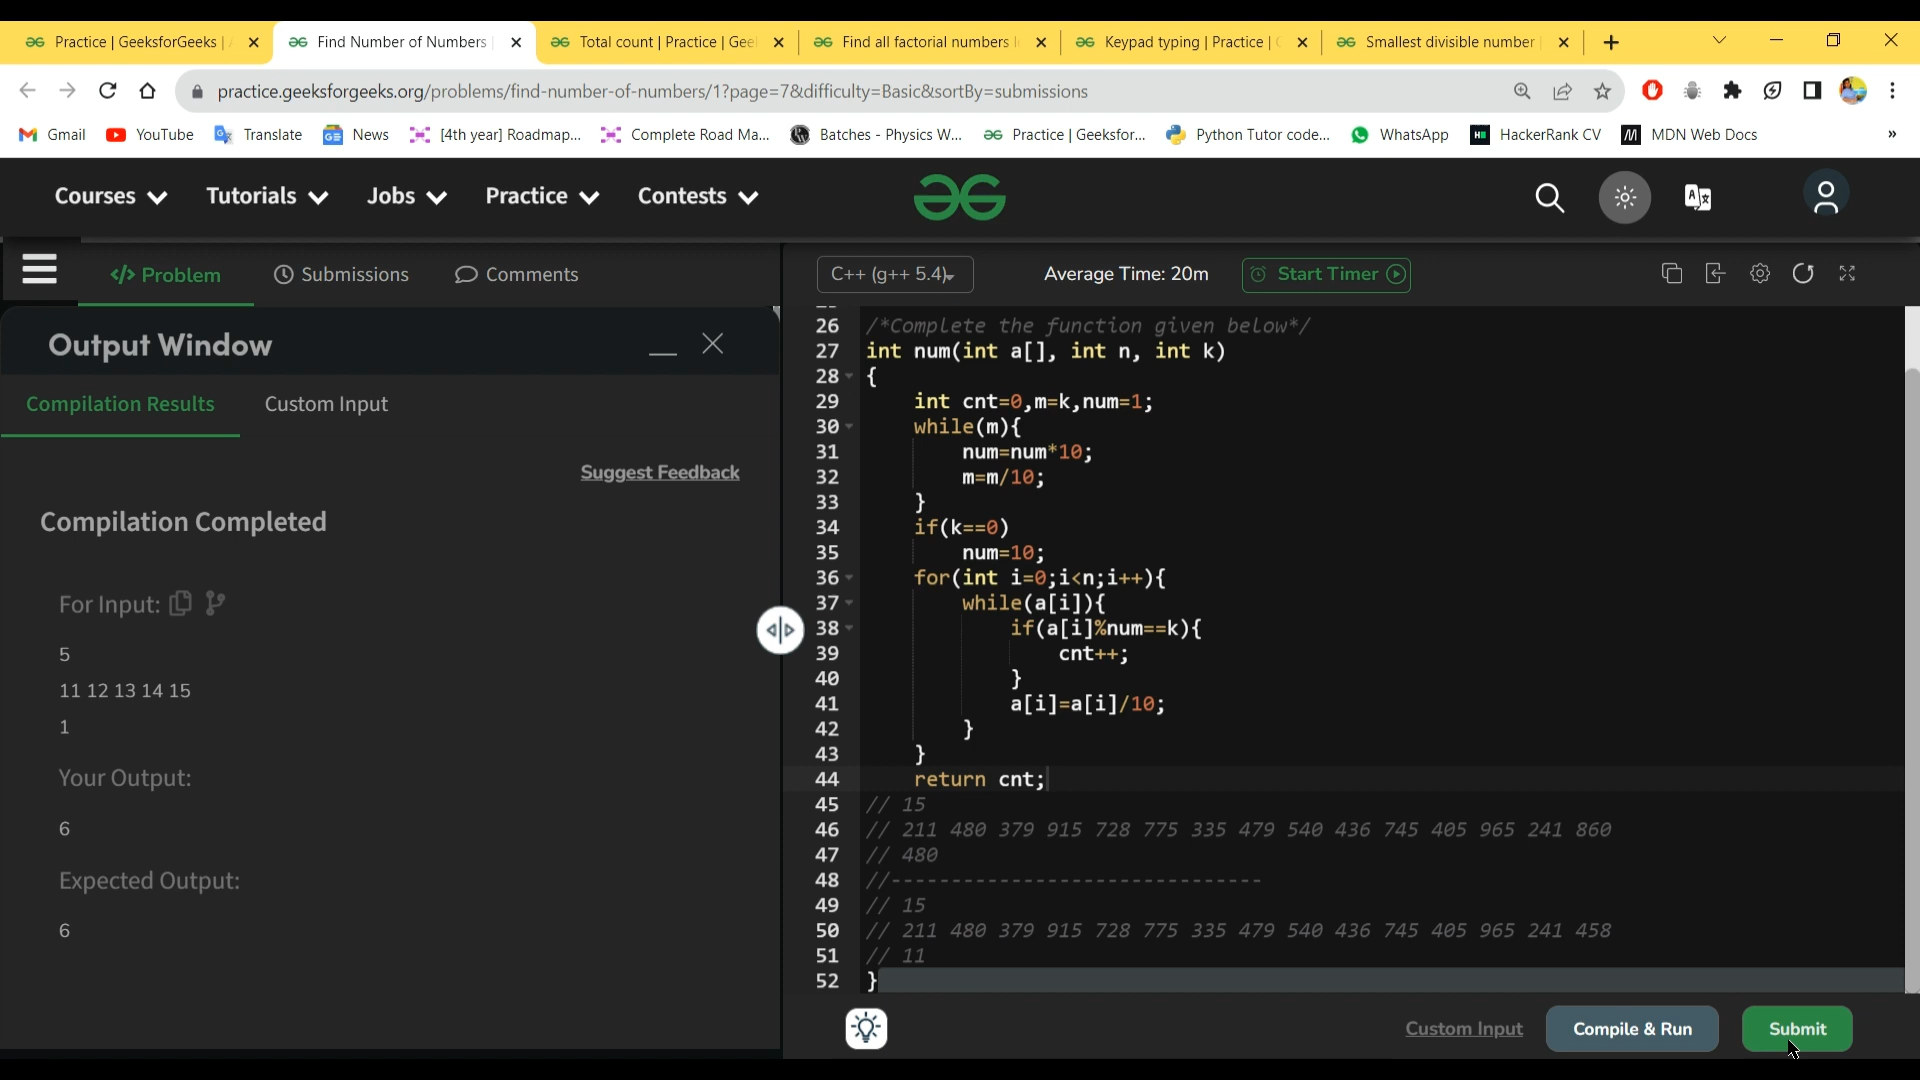 Practice | GeeksforGeeks |
Find Number of Numbers
Total count | Practice | Gee
Find all factorial numbers
Keypad typing | Practice |
Smallest divisible number
practice.geeksforgeeks.org/problems/find-number-of-numbers/1?page=7&difficulty=Basic&sortBy=submissions
Gmail
YouTube
Translate
News
[4th year] Roadmap...
Complete Road Ma...
Batches - Physics W...
Practice | Geeksfor...
Python Tutor code...
WhatsApp
HackerRank CV
MDN Web Docs
»
Courses
Tutorials
Jobs
Practice
Contests
</> Problem
Submissions
Comments
C++ (g++ 5.4)
Average Time: 20m
Start Timer
Output Window
Compilation Results
Custom Input
Suggest Feedback
Compilation Completed
For Input:
5
11 12 13 14 15
1
Your Output:
6
Expected Output:
6
26 /*Complete the function given below*/
27 int num(int a[], int n, int k)
28 {
29 int cnt=0,m=k,num=1;
30 while(m){
31 num=num*10;
32 m=m/10;
33 }
34 if(k==0)
35 num=10;
36 for(int i=0;i<n;i++){
37 while(a[i]){
38 if(a[i]%num==k){
39 cnt++;
40 }
41 a[i]=a[i]/10;
42 }
43 }
44 return cnt;
45 // 15
46 // 211 480 379 915 728 775 335 479 540 436 745 405 965 241 860
47 // 480
48 //-------------------------------
49 // 15
50 // 211 480 379 915 728 775 335 479 540 436 745 405 965 241 458
51 // 11
52 }
Custom Input
Compile & Run
Submit